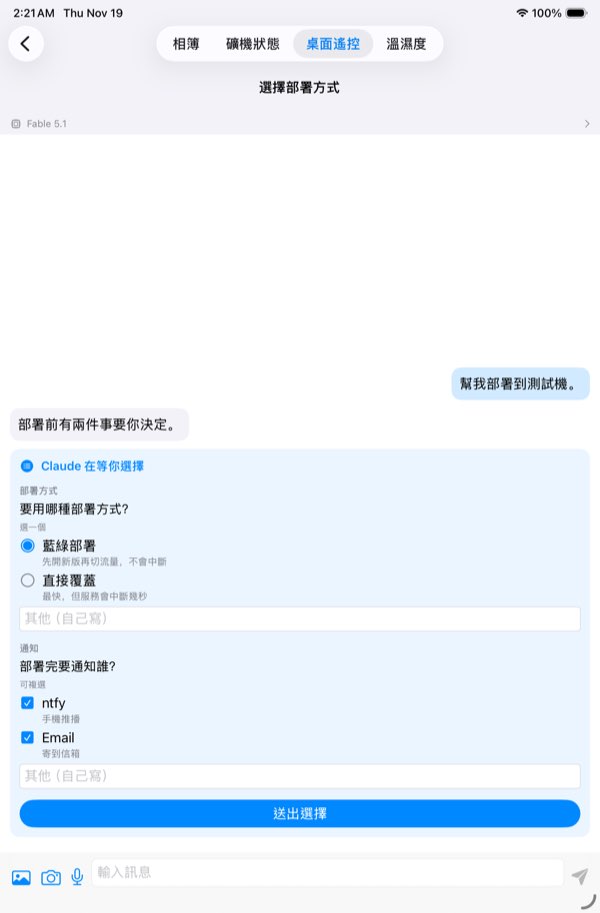 2:21 AM Thu Nov 19
100%
相簿
礦機狀態
桌面遙控
溫濕度
選擇部署方式
Fable 5.1
幫我部署到測試機。
部署前有兩件事要你決定。
Claude 在等你選擇
部署方式
要用哪種部署方式?
選一個
藍綠部署
先開新版再切流量，不會中斷
直接覆蓋
最快，但服務會中斷幾秒
其他（自己寫）
通知
部署完要通知誰?
可複選
ntfy
手機推播
Email
寄到信箱
其他（自己寫）
送出選擇
輸入訊息